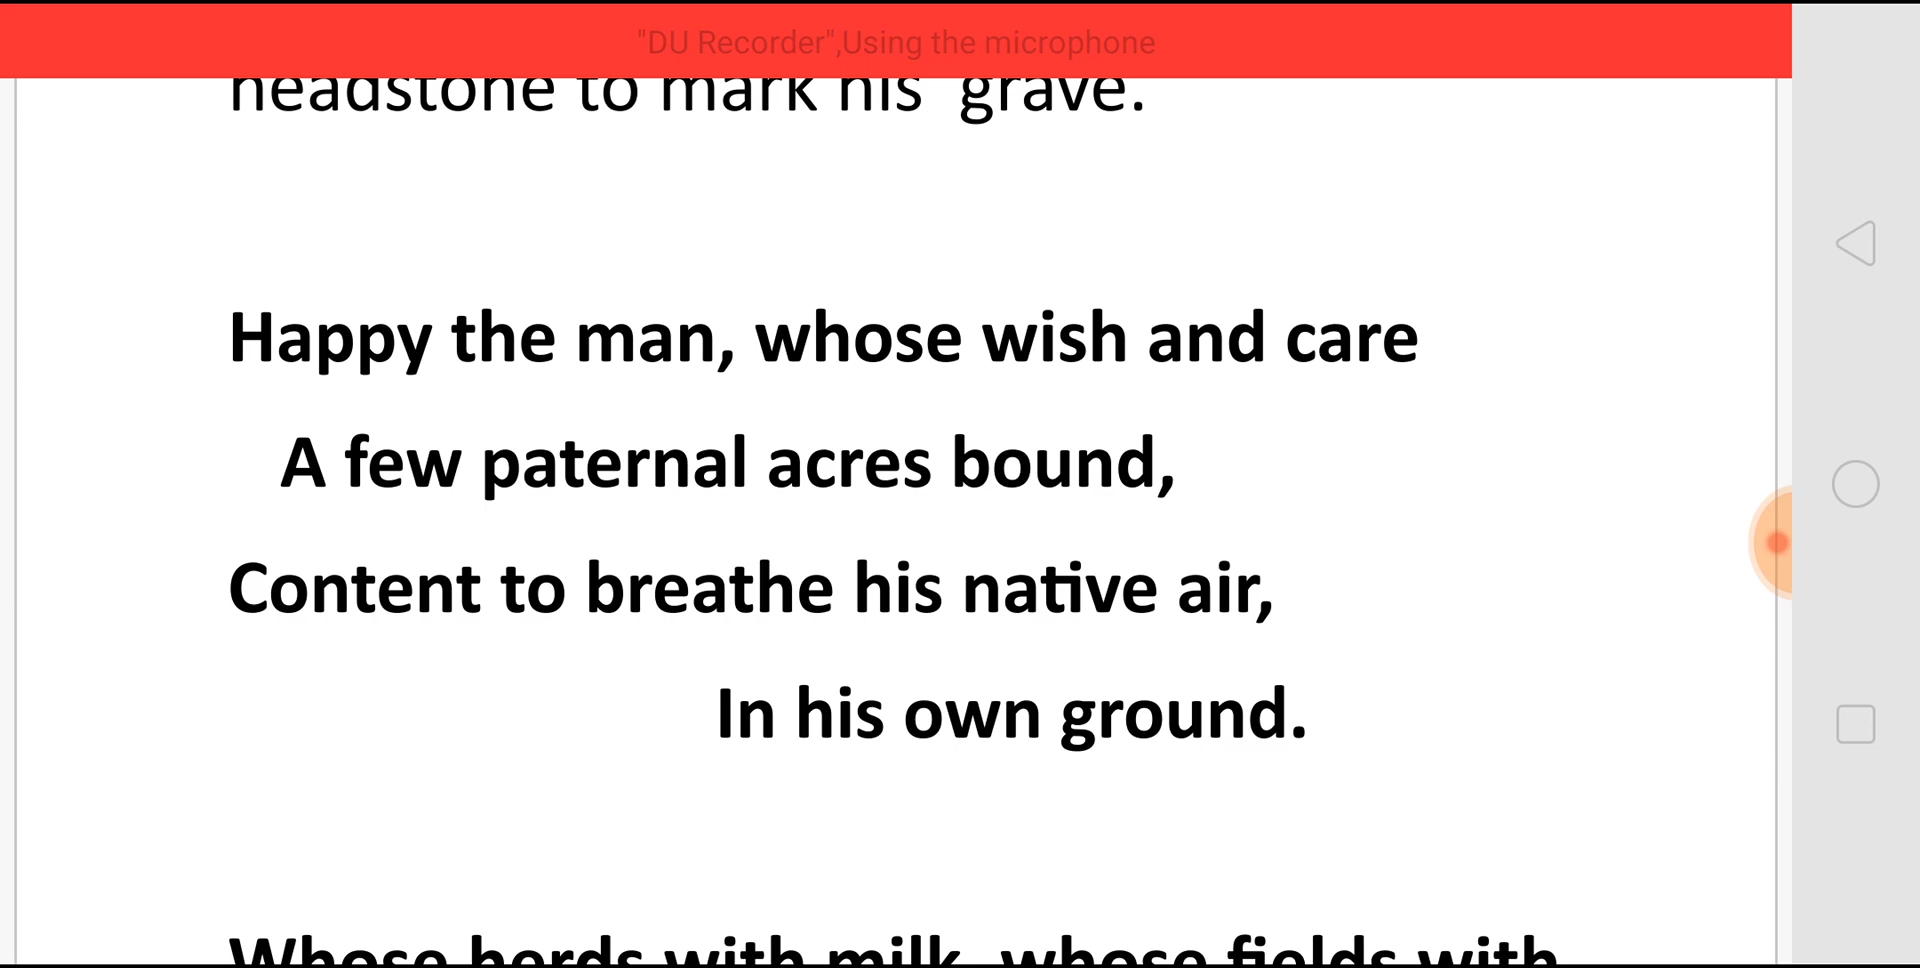 "DU Recorder",Using the microphone
headstone to mark his grave.
Happy the man, whose wish and care
A few paternal acres bound,
Content to breathe his native air,
In his own ground.
Whose herds with milk, whose fields with